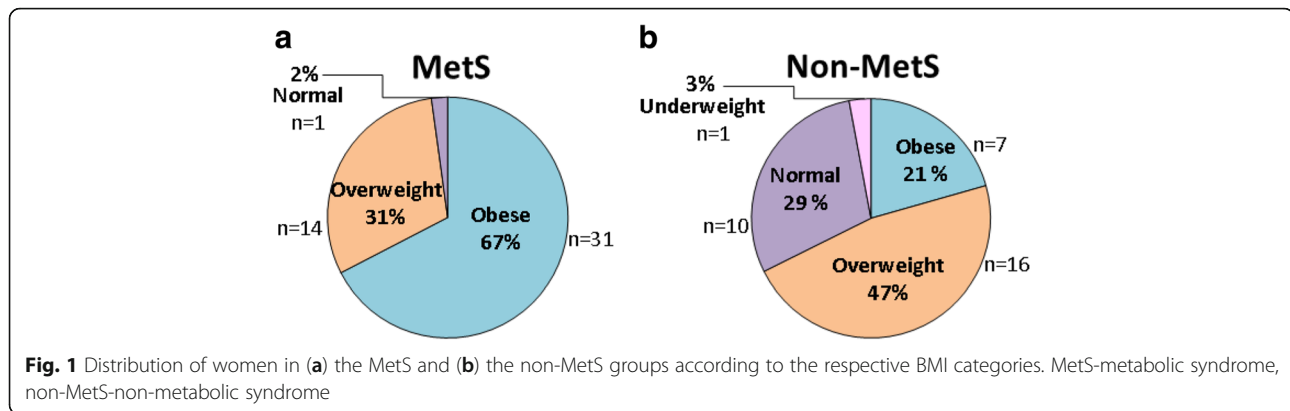 a
MetS
2%
Normal
n=1
Overweight
31%
n=14
Obese
67%
n=31
b
Non-MetS
3%
Underweight
n=1
Obese
21 %
n=7
Normal
29 %
n=10
Overweight
47%
n=16
Fig. 1 Distribution of women in (a) the MetS and (b) the non-MetS groups according to the respective BMI categories. MetS-metabolic syndrome,
non-MetS-non-metabolic syndrome